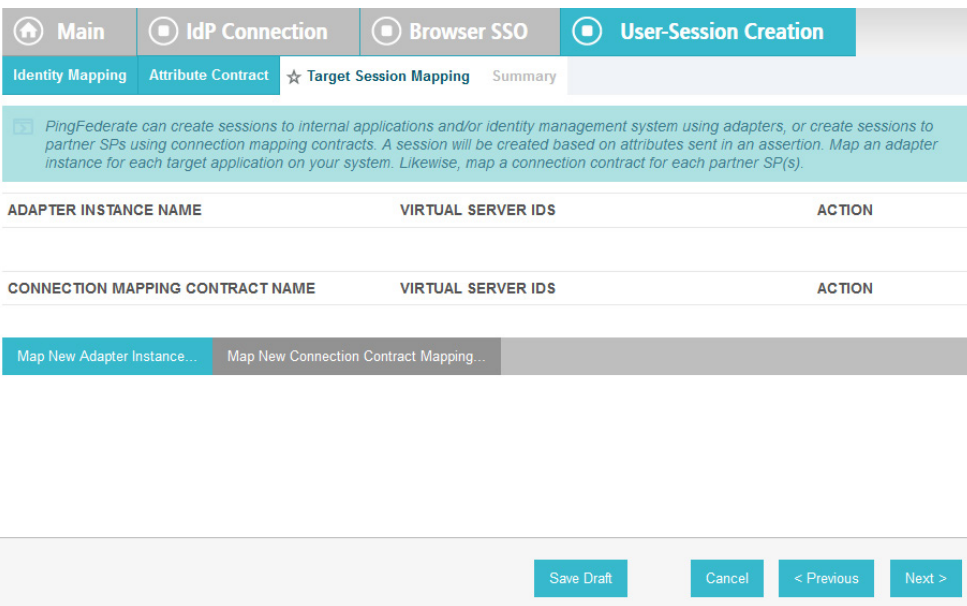 Main IdP Connection Browser SSO User-Session Creation
Identity Mapping Attribute Contract Target Session Mapping Summary
PingFederate can create sessions to internal applications and/or identity management system using adapters, or create sessions to
partner SPs using connection mapping contracts. A session will be created based on attributes sent in an assertion. Map an adapter
instance for each target application on your system. Likewise, map a connection contract for each partner SP(s).
ADAPTER INSTANCE NAME VIRTUAL SERVER IDS ACTION
CONNECTION MAPPING CONTRACT NAME VIRTUAL SERVER IDS ACTION
Map New Adapter Instance... Map New Connection Contract Mapping...
Save Draft Cancel < Previous Next >